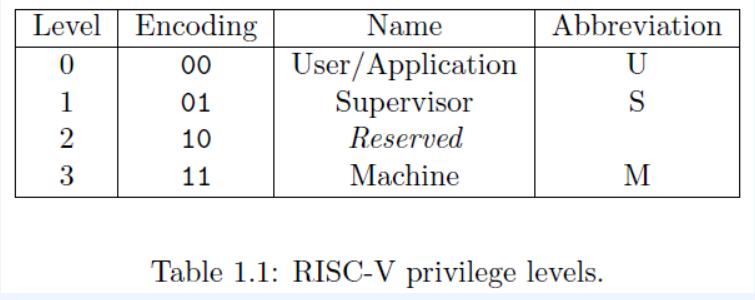 Level Encoding Name Abbreviation
0 00 User/Application U
1 01 Supervisor S
2 10 Reserved
3 11 Machine M
Table 1.1: RISC-V privilege levels.